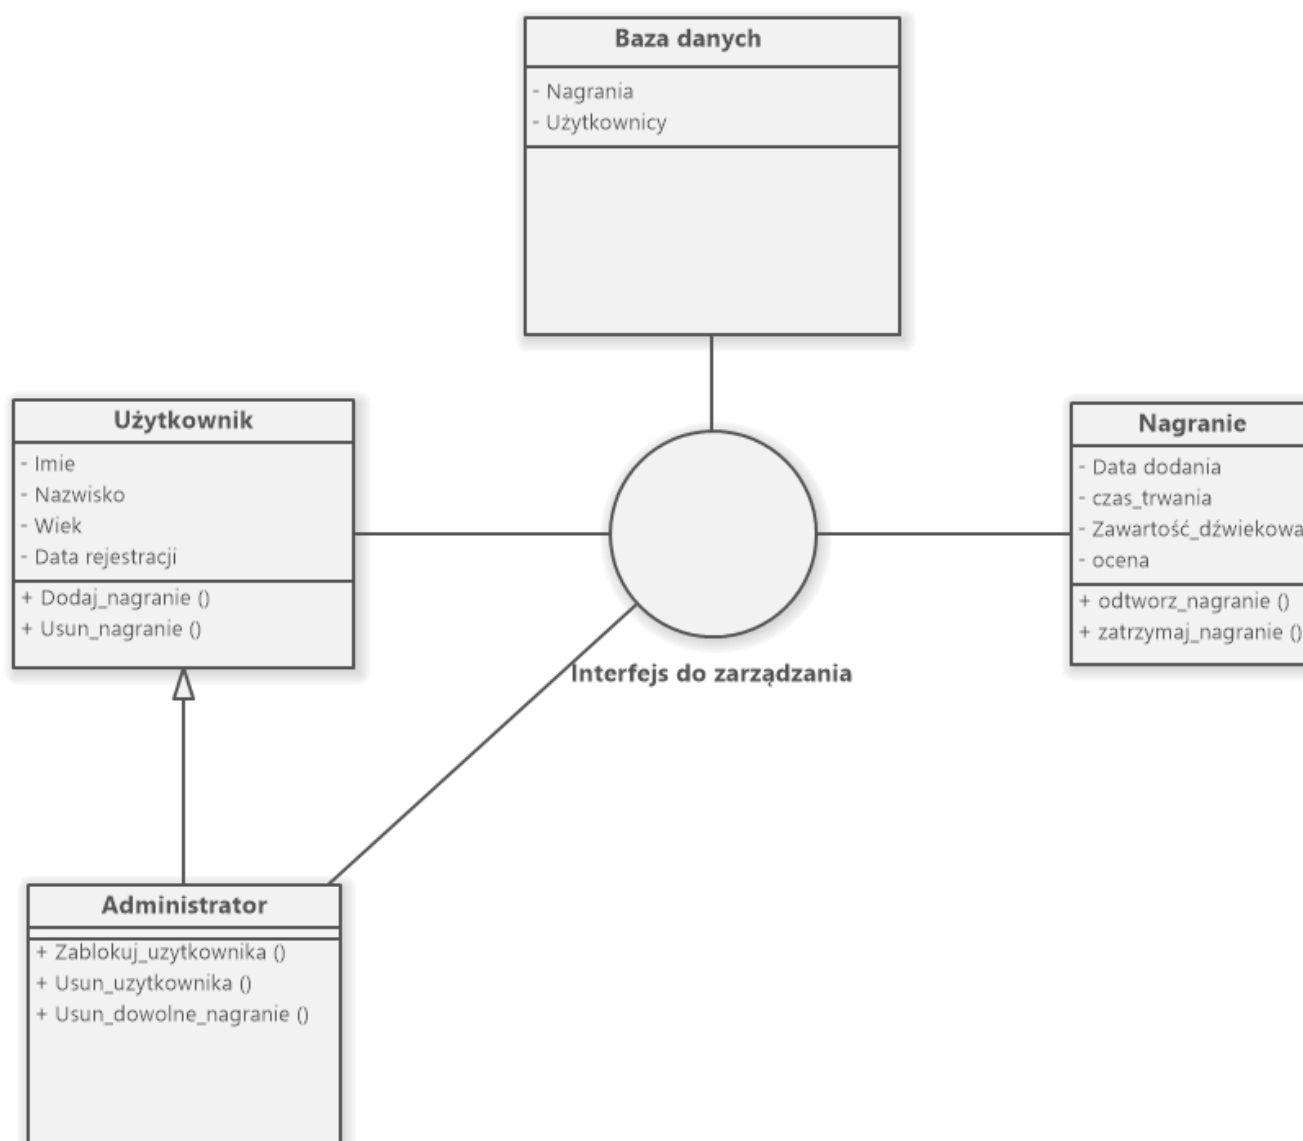 Baza danych
- Nagrania
- Użytkownicy
Użytkownik
- Imie
- Nazwisko
- Wiek
- Data rejestracji
+ Dodaj_nagranie ()
+ Usun_nagranie ()
Nagranie
- Data dodania
- czas_trwania
- Zawartość_dźwiekowa
- ocena
+ odtworz_nagranie ()
+ zatrzymaj_nagranie ()
Interfejs do zarządzania
Administrator
+ Zablokuj_uzytkownika ()
+ Usun_uzytkownika ()
+ Usun_dowolne_nagranie ()